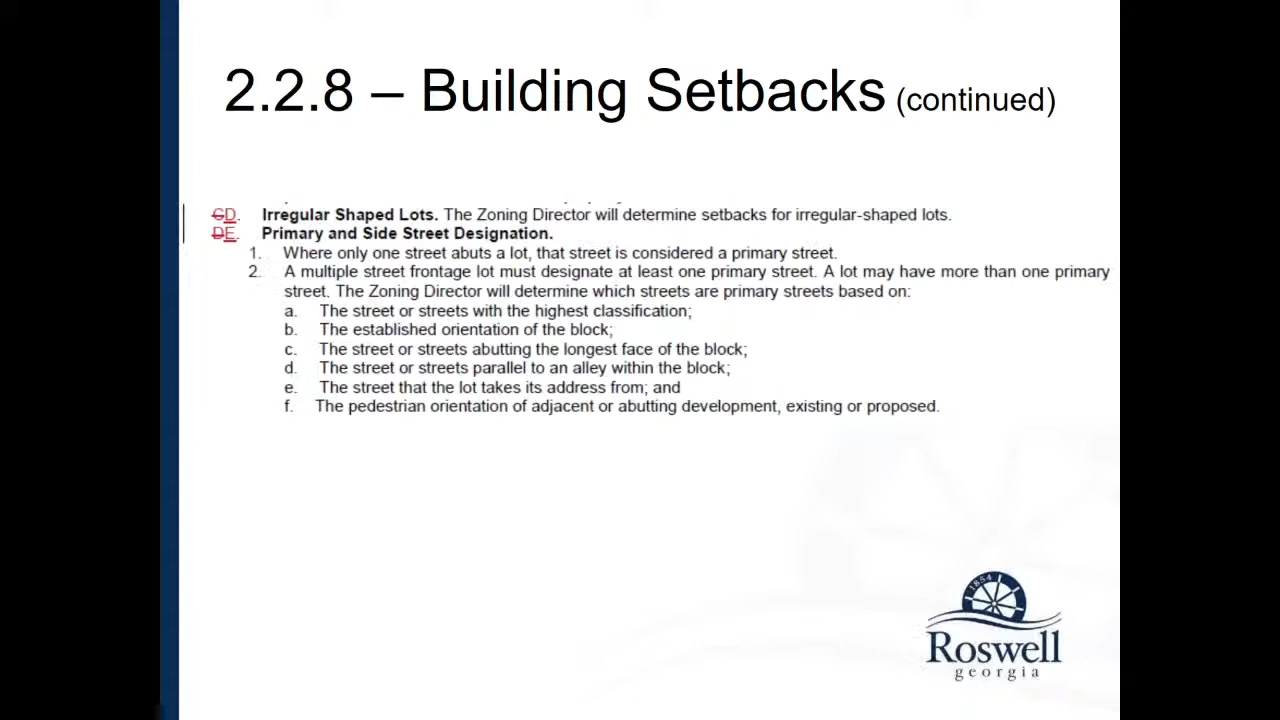 2.2.8 – Building Setbacks (continued)
CD. Irregular Shaped Lots. The Zoning Director will determine setbacks for irregular-shaped lots.
DE. Primary and Side Street Designation.
1. Where only one street abuts a lot, that street is considered a primary street.
2. A multiple street frontage lot must designate at least one primary street. A lot may have more than one primary
street. The Zoning Director will determine which streets are primary streets based on:
a. The street or streets with the highest classification;
b. The established orientation of the block;
c. The street or streets abutting the longest face of the block;
d. The street or streets parallel to an alley within the block;
e. The street that the lot takes its address from; and
f. The pedestrian orientation of adjacent or abutting development, existing or proposed.
1854
Roswell
georgia